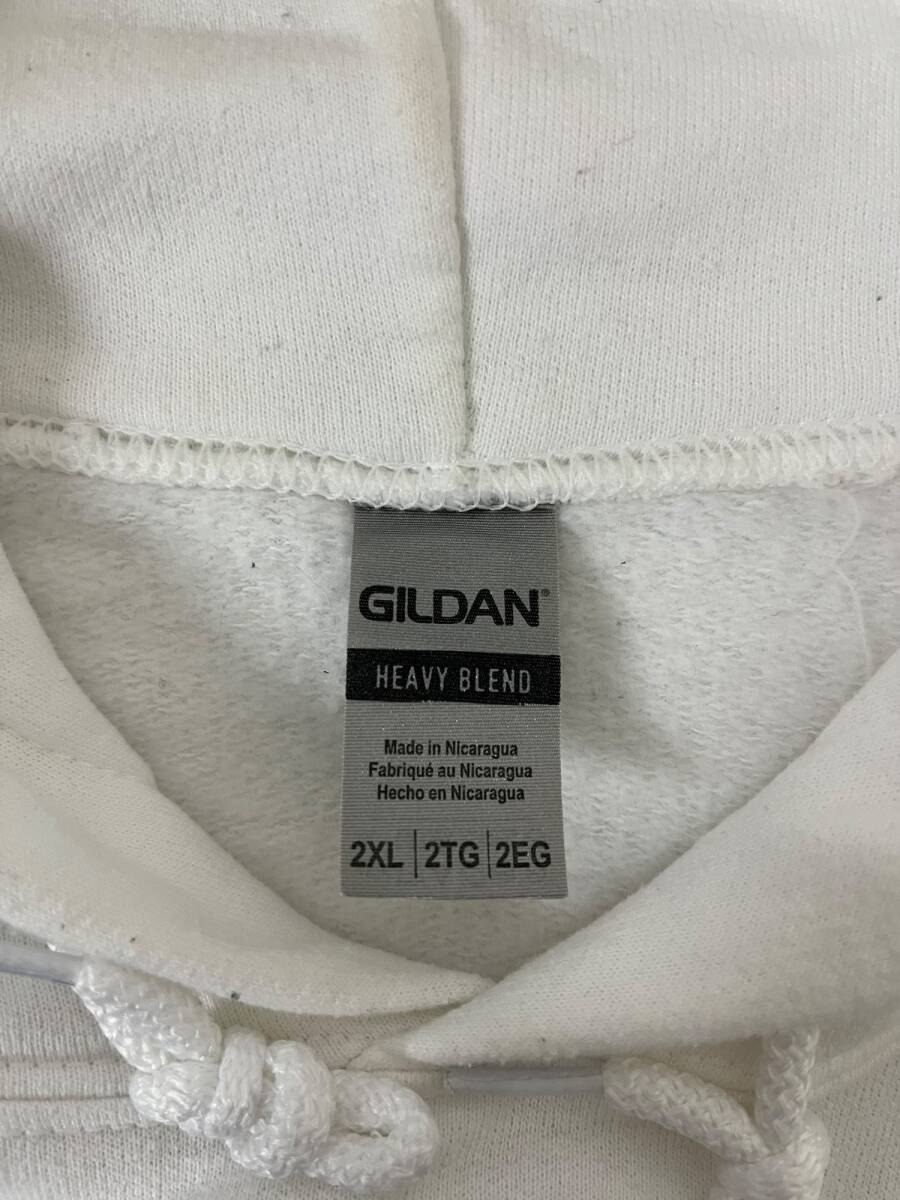 GILDAN®
HEAVY BLEND
Made in Nicaragua
Fabriqué au Nicaragua
Hecho en Nicaragua
2XL | 2TG | 2EG